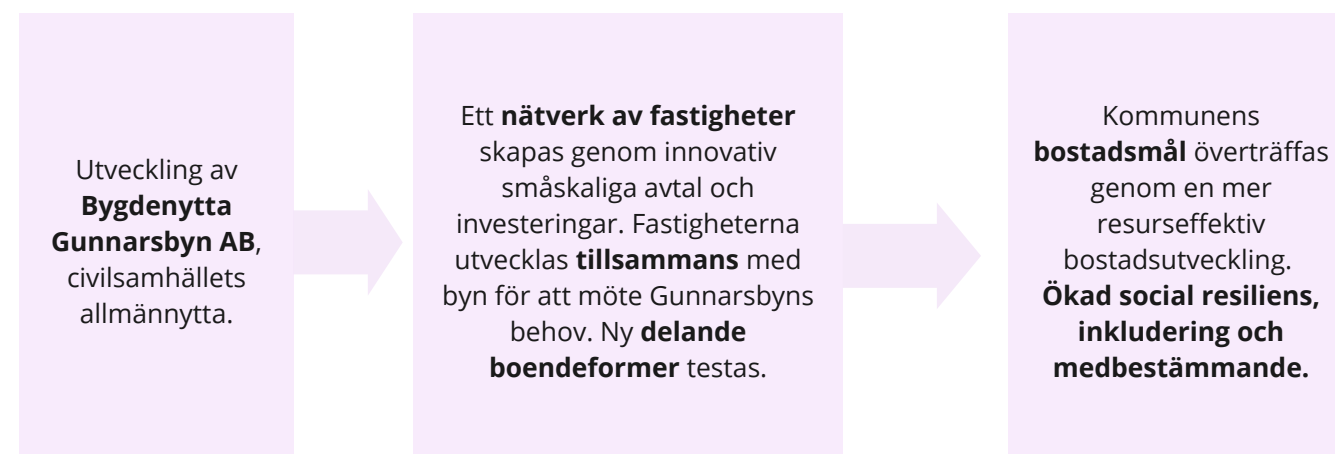 Utveckling av
Bygdenytta
Gunnarsbyn AB,
civilsamhällets
allmännytta.
Ett nätverk av fastigheter
skapas genom innovativ
småskaliga avtal och
investeringar. Fastigheterna
utvecklas tillsammans med
byn för att möte Gunnarsbyns
behov. Ny delande
boendeformer testas.
Kommunens
bostadsmål överträffas
genom en mer
resurseffektiv
bostadsutveckling.
Ökad social resiliens,
inkludering och
medbestämmande.